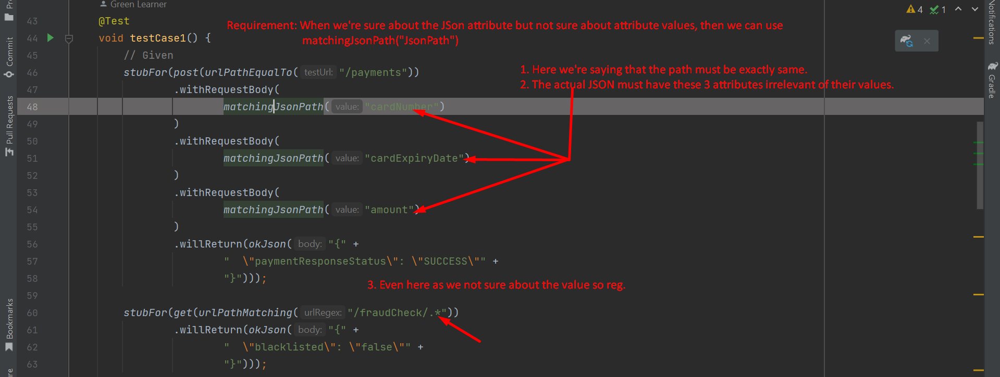 Green Learner
4 1
Notifications
43 @Test
Requirement: When we're sure about the JSon attribute but not sure about attribute values, then we can use
matchingJsonPath("JsonPath")
44 void testCase1() {
Commit
45 // Given
46 stubFor(post(urlPathEqualTo( testUrl: "/payments"))
1. Here we're saying that the path must be exactly same.
Gradle
47 .withRequestBody(
2. The actual JSON must have these 3 attributes irrelevant of their values.
48 matchingJsonPath( value: "cardNumber")
Pull Requests
49 )
50 .withRequestBody(
51 matchingJsonPath( value: "cardExpiryDate")
52 )
53 .withRequestBody(
54 matchingJsonPath( value: "amount")
55 )
56 .willReturn(okJson( body: "{" +
57 "  \"paymentResponseStatus\": \"SUCCESS\"" +
58 "}")));
3. Even here as we not sure about the value so reg.
59
60 stubFor(get(urlPathMatching( urlRegex: "/fraudCheck/.*"))
Bookmarks
61 .willReturn(okJson( body: "{" +
62 "  \"blacklisted\": \"false\"" +
63 "}")));